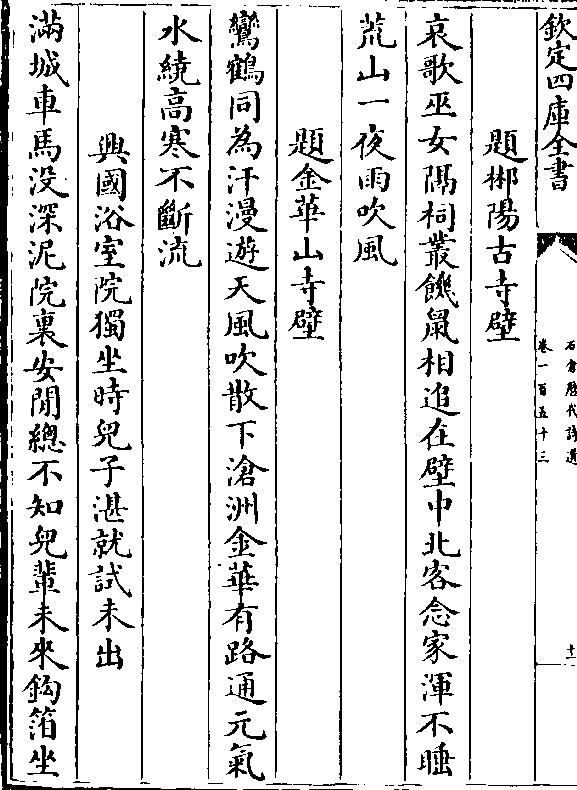 欽定四庫全書
石倉歴代詩選
卷一百五十三
十一
題郴陽古寺壁
哀歌巫女隔祠叢饑鼠相追在壁中北客念家渾不睡
荒山一夜雨吹風
題金華山寺壁
鸞鶴同為汗漫遊天風吹散下滄洲金華有路通元氣
水繞高寒不斷流
興國浴室院獨坐時兒子湛就試未出
滿城車馬没深泥院裏安閒總不知兒輩未來鈎箔坐